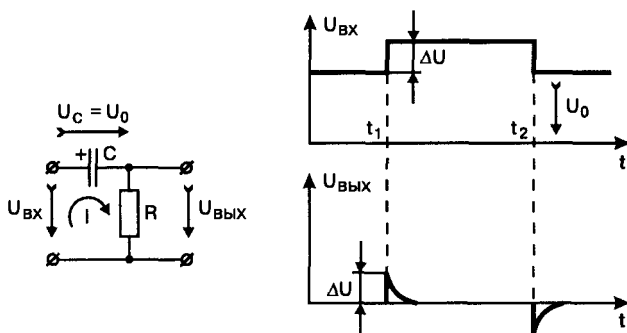 U_C = U_0
+ C
U_ВХ
I
R
U_ВЫХ
U_ВХ
ΔU
U_0
t_1
t_2
t
U_ВЫХ
ΔU
t